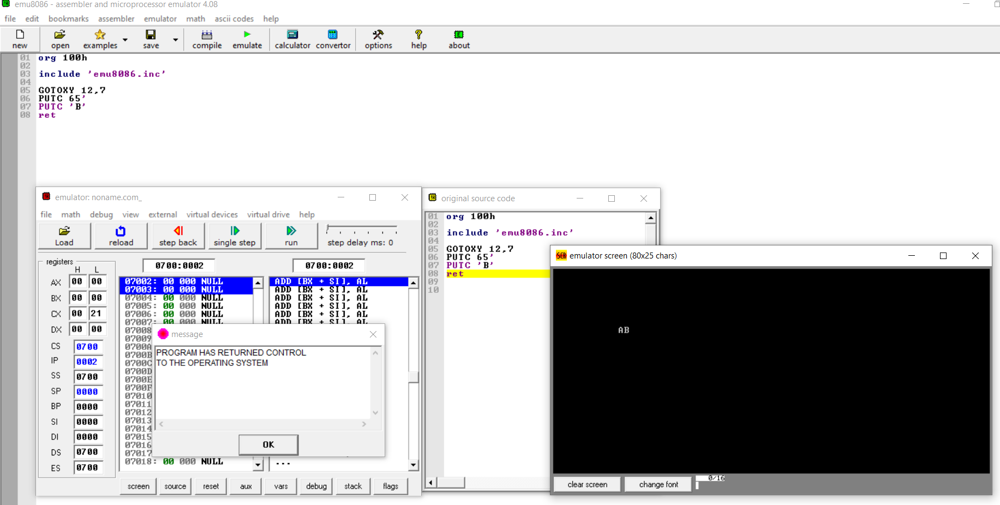 emu8086 - assembler and microprocessor emulator 4.08
file edit bookmarks assembler emulator math ascii codes help
new open examples save compile emulate calculator convertor options help about
01 org 100h
02
03 include 'emu8086.inc'
04
05 GOTOXY 12,7
06 PUTC 65'
07 PUTC 'B'
08 ret
emulator: noname.com_
file math debug view external virtual devices virtual drive help
Load reload step back single step run step delay ms: 0
registers
H L
AX 00 00
BX 00 00
CX 00 21
DX 00 00
CS 0700
IP 0002
SS 0700
SP 0000
BP 0000
SI 0000
DI 0000
DS 0700
ES 0700
0700:0002 0700:0002
07002: 00 000 NULL
07003: 00 000 NULL
07004: 00 000 NULL
07005: 00 000 NULL
07006: 00 000 NULL
07007: 00 000 NULL
07008
07009
0700A
0700B
0700C
0700D
0700E
0700F
07010
07011
07012
07013
07014
07015
07016
07017
07018: 00 000 NULL
ADD [BX + SI], AL
ADD [BX + SI], AL
ADD [BX + SI], AL
ADD [BX + SI], AL
ADD [BX + SI], AL
ADD [BX + SI], AL
...
message
PROGRAM HAS RETURNED CONTROL
TO THE OPERATING SYSTEM
OK
screen source reset aux vars debug stack flags
original source code
01 org 100h
02
03 include 'emu8086.inc'
04
05 GOTOXY 12,7
06 PUTC 65'
07 PUTC 'B'
08 ret
09
10
SCR emulator screen (80x25 chars)
AB
clear screen change font 0/16